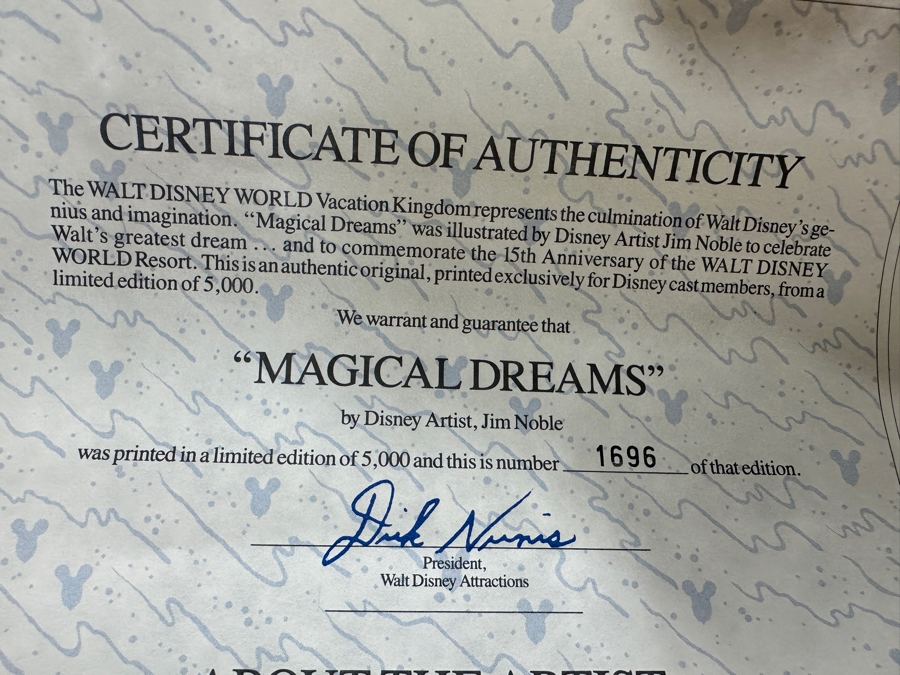 CERTIFICATE OF AUTHENTICITY
The WALT DISNEY WORLD Vacation Kingdom represents the culmination of Walt Disney's ge-
nius and imagination. “Magical Dreams” was illustrated by Disney Artist Jim Noble to celebrate
Walt's greatest dream ... and to commemorate the 15th Anniversary of the WALT DISNEY
WORLD Resort. This is an authentic original, printed exclusively for Disney cast members, from a
limited edition of 5,000.
We warrant and guarantee that
“MAGICAL DREAMS”
by Disney Artist, Jim Noble
was printed in a limited edition of 5,000 and this is number 1696 of that edition.
Dick Nunis
President,
Walt Disney Attractions
ABOUT THE ARTIST